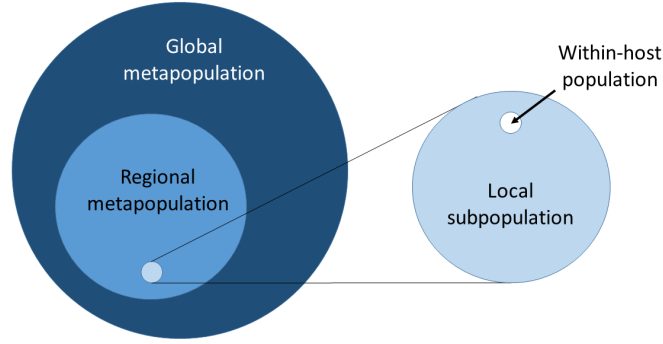 Global
metapopulation
Regional
metapopulation
Within-host
population
Local
subpopulation